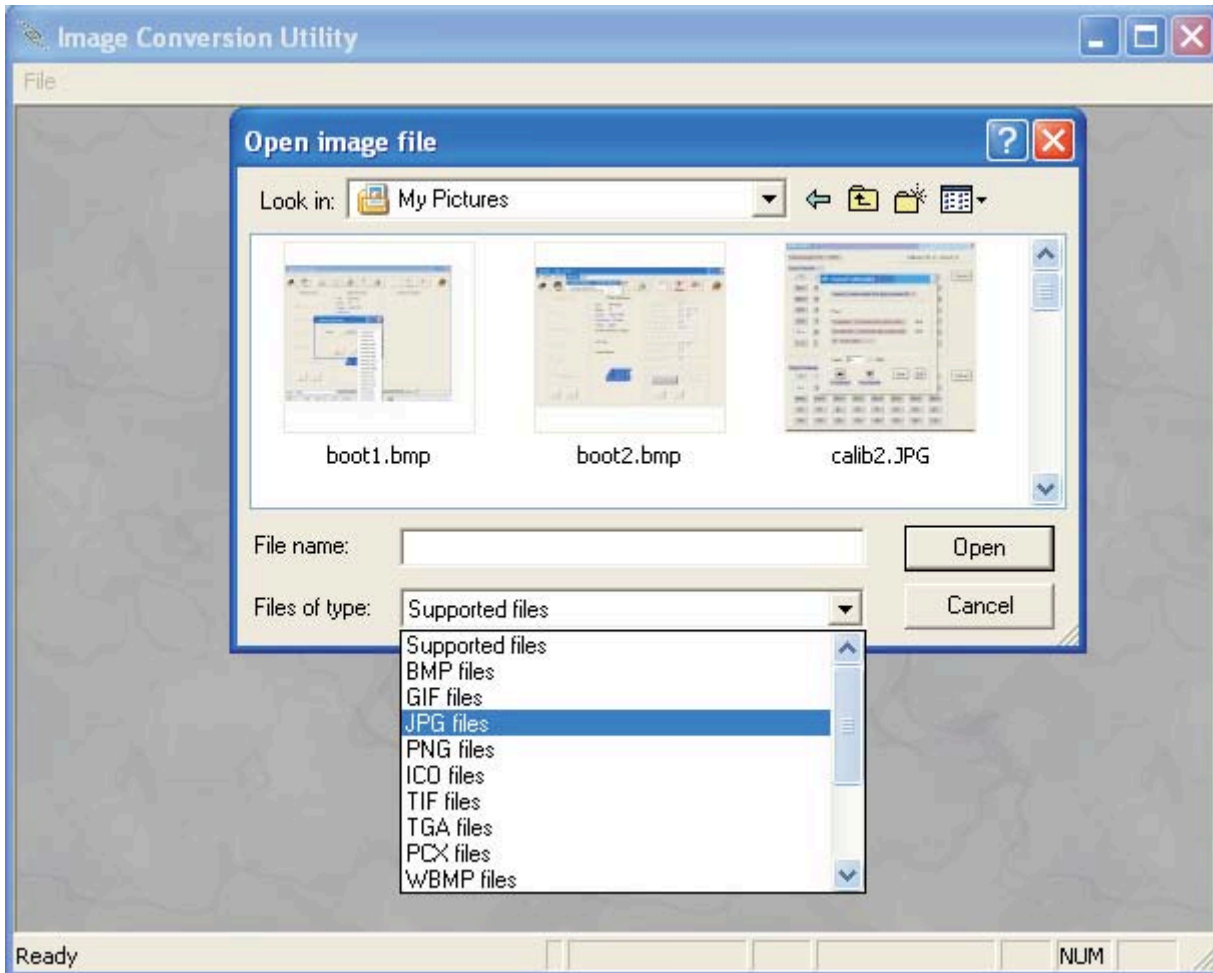 Image Conversion Utility
File
Open image file
Look in: My Pictures
boot1.bmp boot2.bmp calib2.JPG
File name: Open
Files of type: Supported files Cancel
Supported files
BMP files
GIF files
JPG files
PNG files
ICO files
TIF files
TGA files
PCX files
WBMP files
Ready NUM